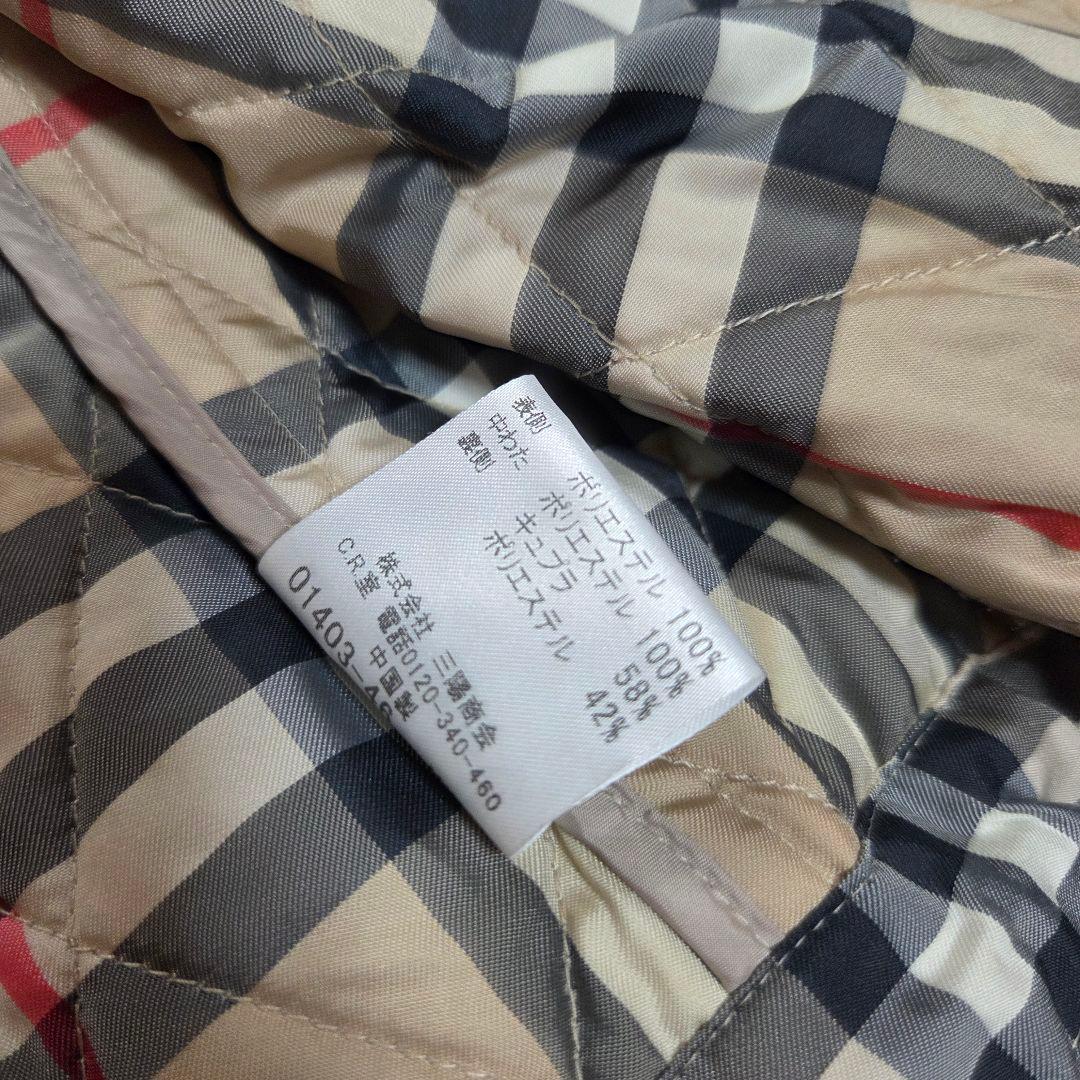 表側 ポリエステル 100%
中わた ポリエステル 100%
裏側 キュプラ 58%
ポリエステル 42%
株式会社 三陽商会
C.R.室 電話0120-340-460
中国製
01403-46